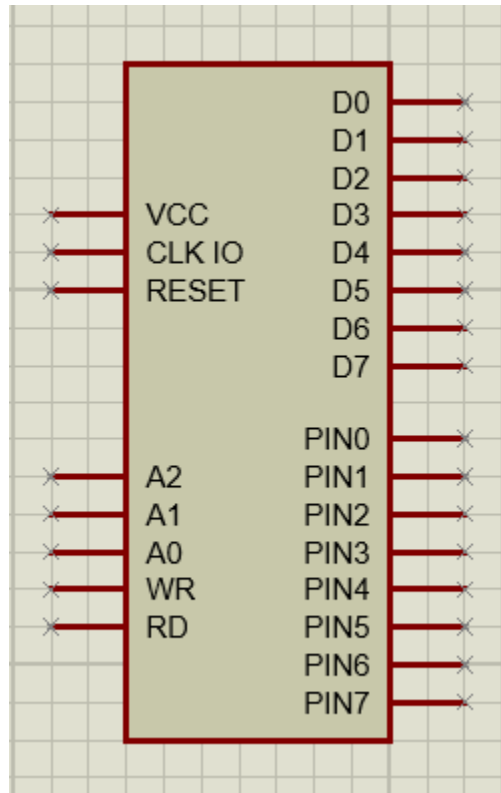 VCC
CLK IO
RESET
A2
A1
A0
WR
RD
D0
D1
D2
D3
D4
D5
D6
D7
PIN0
PIN1
PIN2
PIN3
PIN4
PIN5
PIN6
PIN7